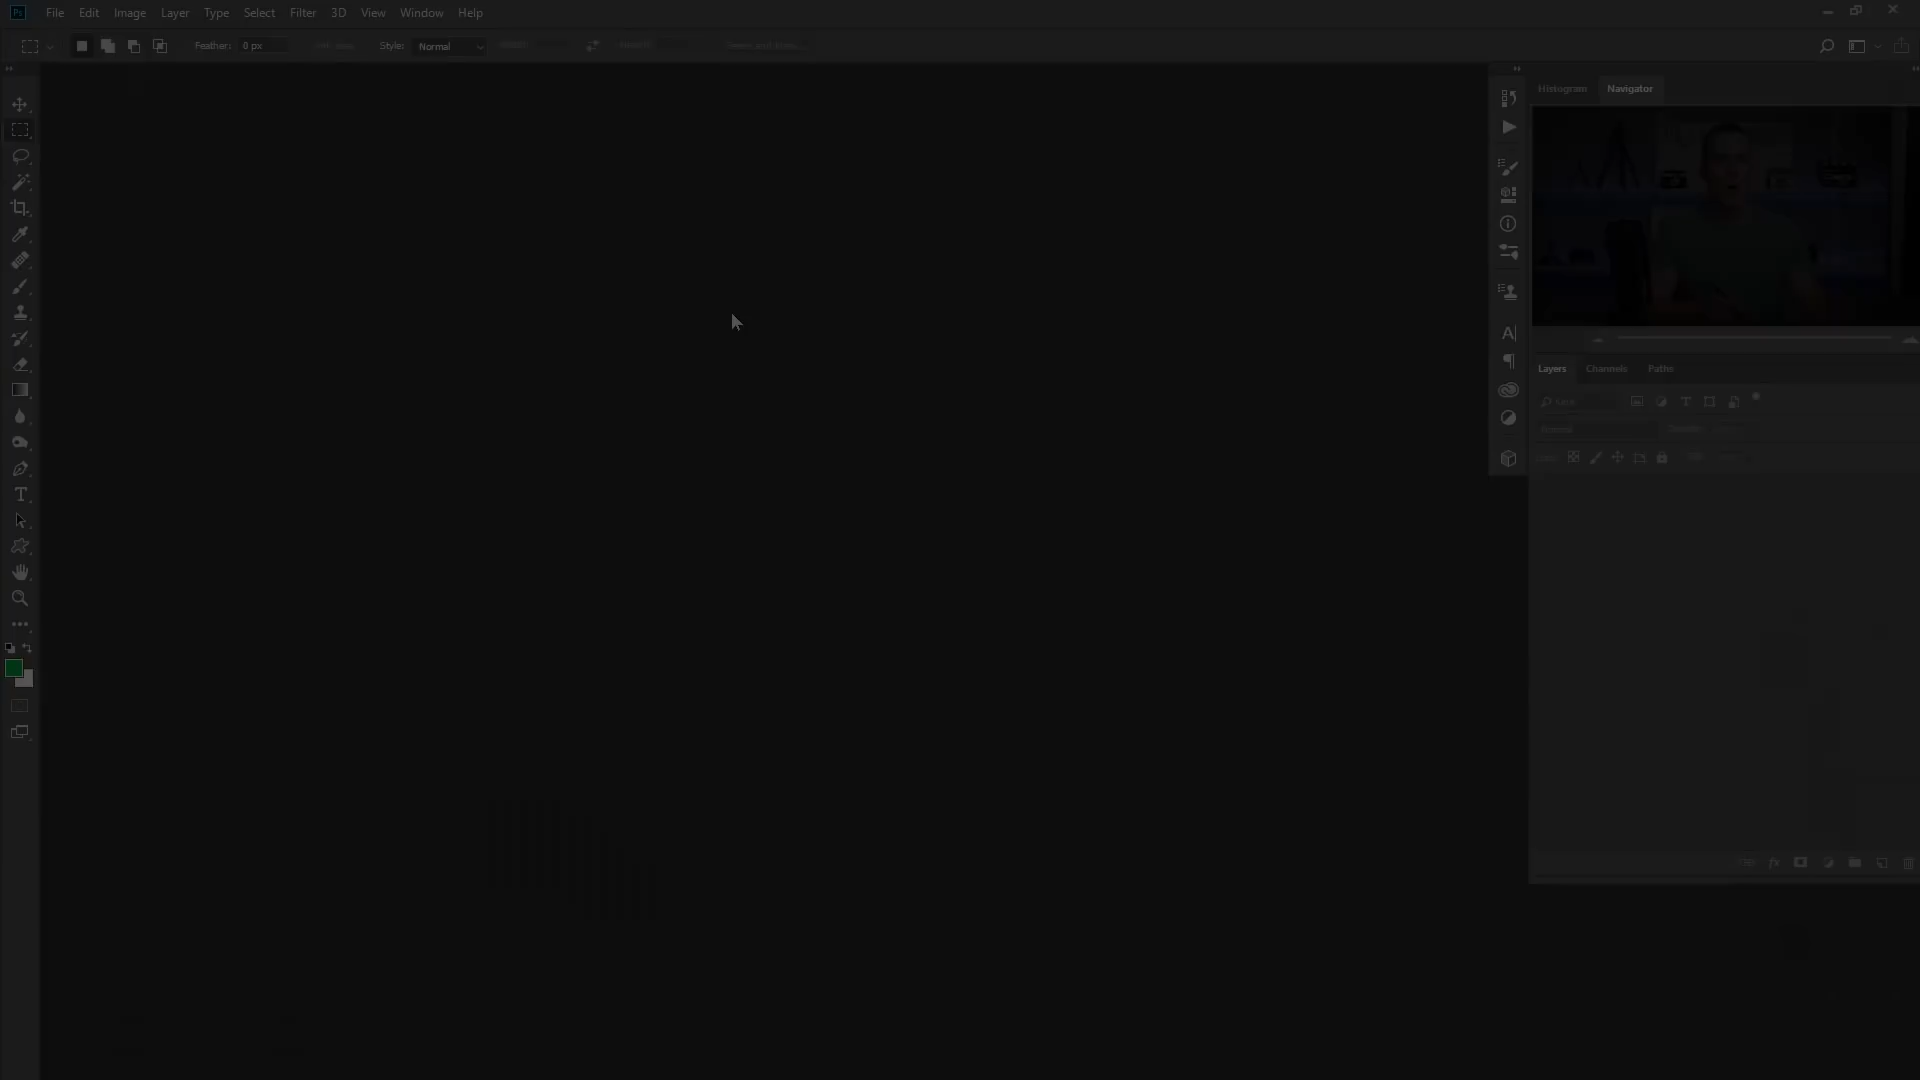 Ps File Edit Image Layer Type Select Filter 3D View Window Help
Feather: 0 px Style: Normal
Histogram Navigator
Layers Channels Paths